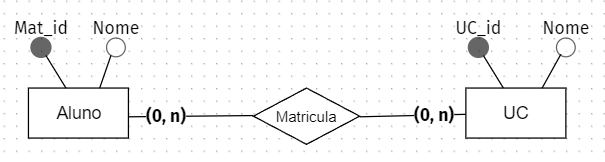 Mat_id Nome UC_id Nome
Aluno (0, n) Matricula (0, n) UC